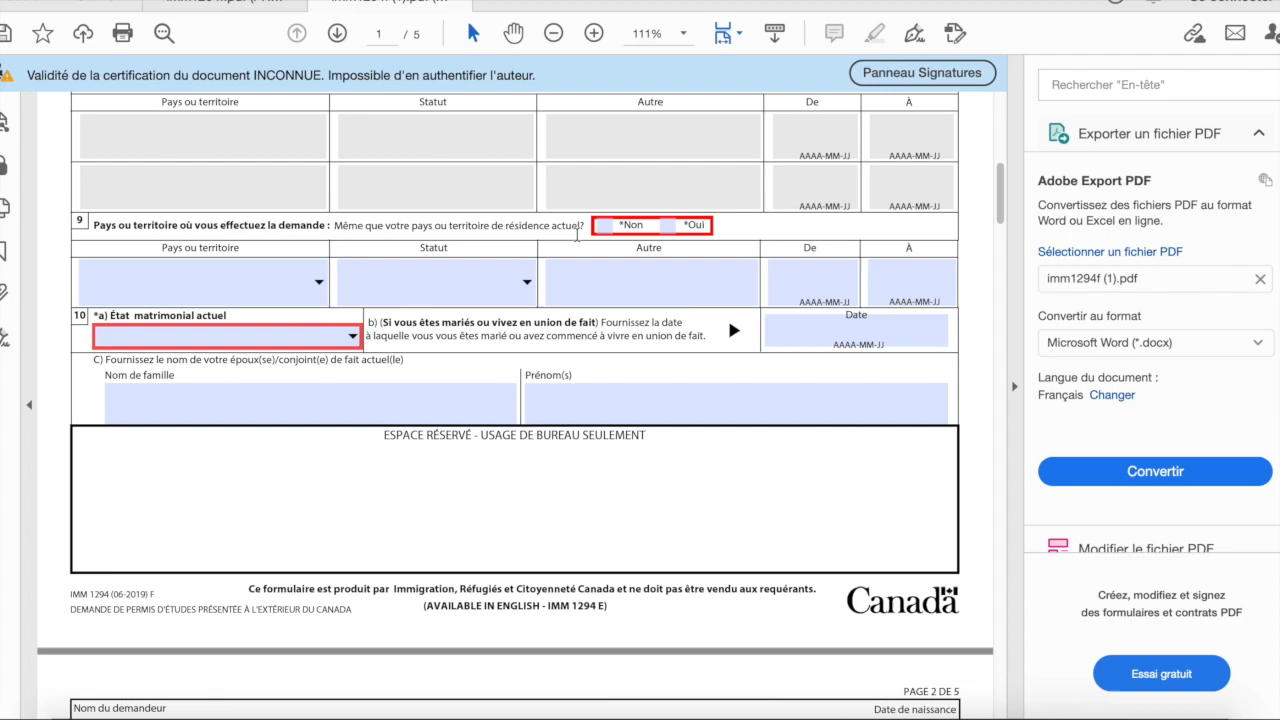 1 / 5
111%
Validité de la certification du document INCONNUE. Impossible d'en authentifier l'auteur.
Panneau Signatures
Pays ou territoire Statut Autre De À
AAAA-MM-JJ AAAA-MM-JJ
AAAA-MM-JJ AAAA-MM-JJ
9 Pays ou territoire où vous effectuez la demande : Même que votre pays ou territoire de résidence actuel? *Non *Oui
Pays ou territoire Statut Autre De À
AAAA-MM-JJ AAAA-MM-JJ
10 *a) État matrimonial actuel
b) (Si vous êtes mariés ou vivez en union de fait) Fournissez la date
à laquelle vous vous êtes marié ou avez commencé à vivre en union de fait.
Date
AAAA-MM-JJ
C) Fournissez le nom de votre époux(se)/conjoint(e) de fait actuel(le)
Nom de famille Prénom(s)
ESPACE RÉSERVÉ - USAGE DE BUREAU SEULEMENT
IMM 1294 (06-2019) F
DEMANDE DE PERMIS D'ÉTUDES PRÉSENTÉE À L'EXTÉRIEUR DU CANADA
Ce formulaire est produit par Immigration, Réfugiés et Citoyenneté Canada et ne doit pas être vendu aux requérants.
(AVAILABLE IN ENGLISH - IMM 1294 E)
Canada
PAGE 2 DE 5
Nom du demandeur Date de naissance
Rechercher "En-tête"
Exporter un fichier PDF
Adobe Export PDF
Convertissez des fichiers PDF au format
Word ou Excel en ligne.
Sélectionner un fichier PDF
imm1294f (1).pdf
Convertir au format
Microsoft Word (*.docx)
Langue du document :
Français Changer
Convertir
Modifier le fichier PDF
Créez, modifiez et signez
des formulaires et contrats PDF
Essai gratuit